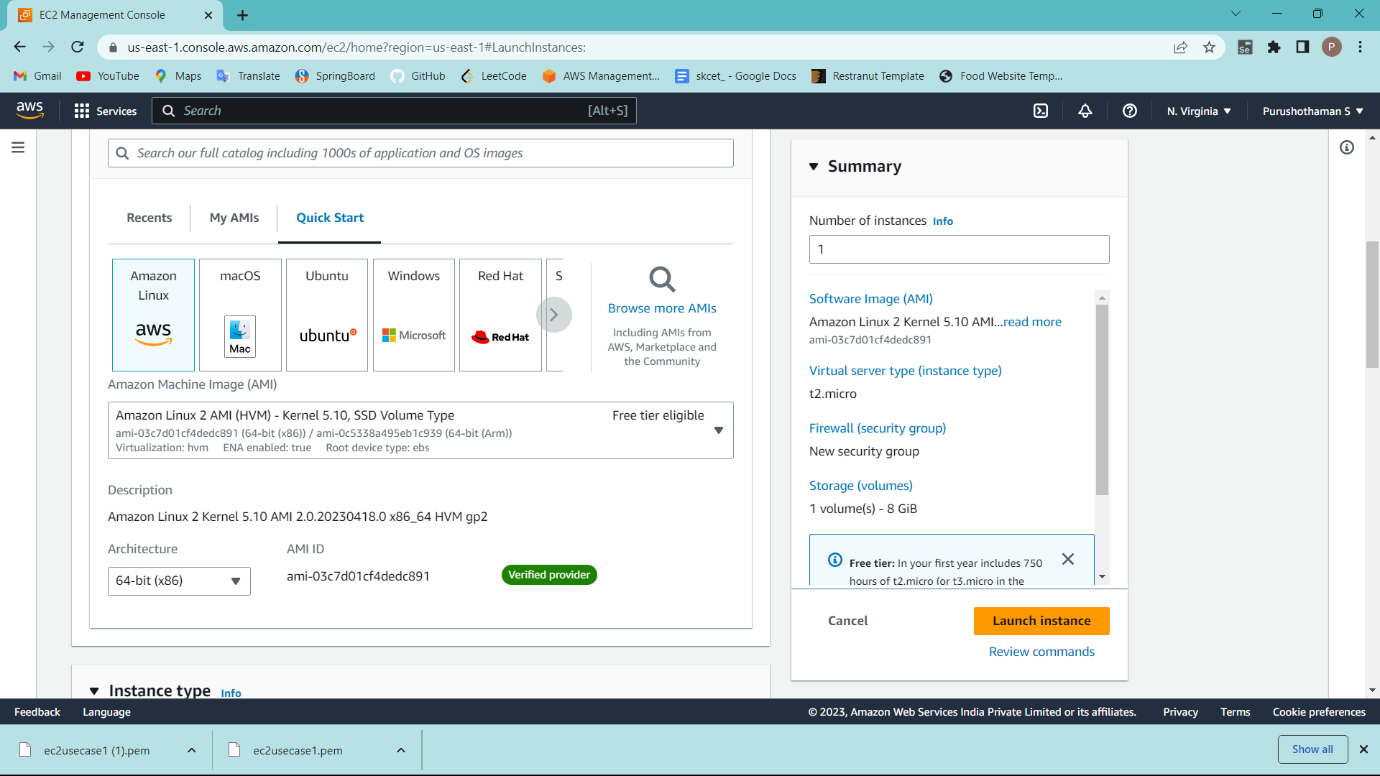 EC2 Management Console
us-east-1.console.aws.amazon.com/ec2/home?region=us-east-1#LaunchInstances:
Se
P
Gmail
YouTube
Maps
Translate
SpringBoard
GitHub
LeetCode
AWS Management...
skcet_ - Google Docs
Restranut Template
Food Website Temp...
aws
Services
Search
[Alt+S]
N. Virginia
Purushothaman S
Search our full catalog including 1000s of application and OS images
Recents
My AMIs
Quick Start
Amazon
Linux
aws
macOS
Mac
Ubuntu
ubuntu
Windows
Microsoft
Red Hat
Red Hat
S
Browse more AMIs
Including AMIs from
AWS, Marketplace and
the Community
Amazon Machine Image (AMI)
Amazon Linux 2 AMI (HVM) - Kernel 5.10, SSD Volume Type
Free tier eligible
ami-03c7d01cf4dedc891 (64-bit (x86)) / ami-0c5338a495eb1c939 (64-bit (Arm))
Virtualization: hvm ENA enabled: true Root device type: ebs
Description
Amazon Linux 2 Kernel 5.10 AMI 2.0.20230418.0 x86_64 HVM gp2
Architecture
AMI ID
64-bit (x86)
ami-03c7d01cf4dedc891
Verified provider
Instance type Info
Summary
Number of instances Info
1
Software Image (AMI)
Amazon Linux 2 Kernel 5.10 AMI...read more
ami-03c7d01cf4dedc891
Virtual server type (instance type)
t2.micro
Firewall (security group)
New security group
Storage (volumes)
1 volume(s) - 8 GiB
Free tier: In your first year includes 750
hours of t2.micro (or t3.micro in the
Cancel
Launch instance
Review commands
Feedback
Language
© 2023, Amazon Web Services India Private Limited or its affiliates.
Privacy
Terms
Cookie preferences
ec2usecase1 (1).pem
ec2usecase1.pem
Show all